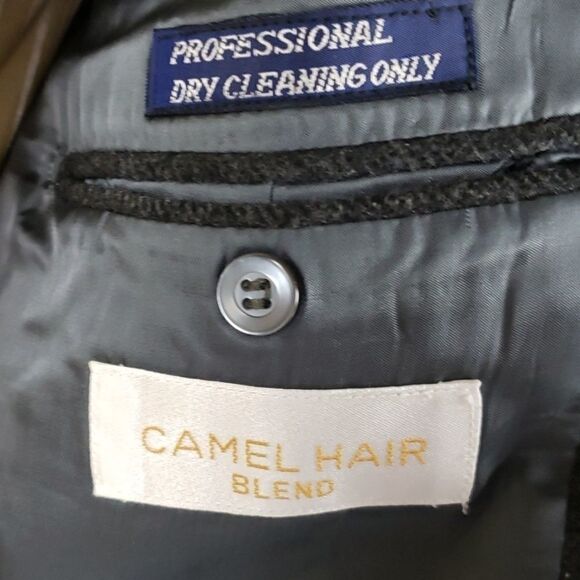 PROFESSIONAL
DRY CLEANING ONLY
CAMEL HAIR
BLEND